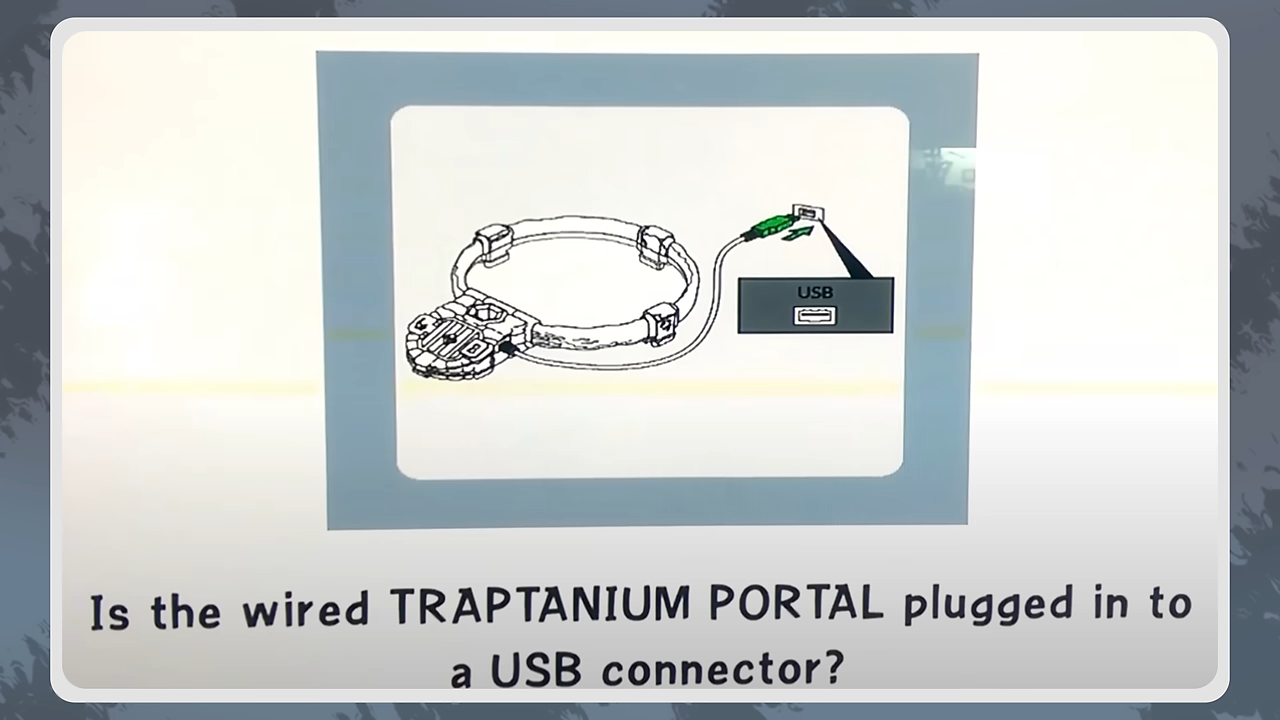 USB
Is the wired TRAPTANIUM PORTAL plugged in to
a USB connector?